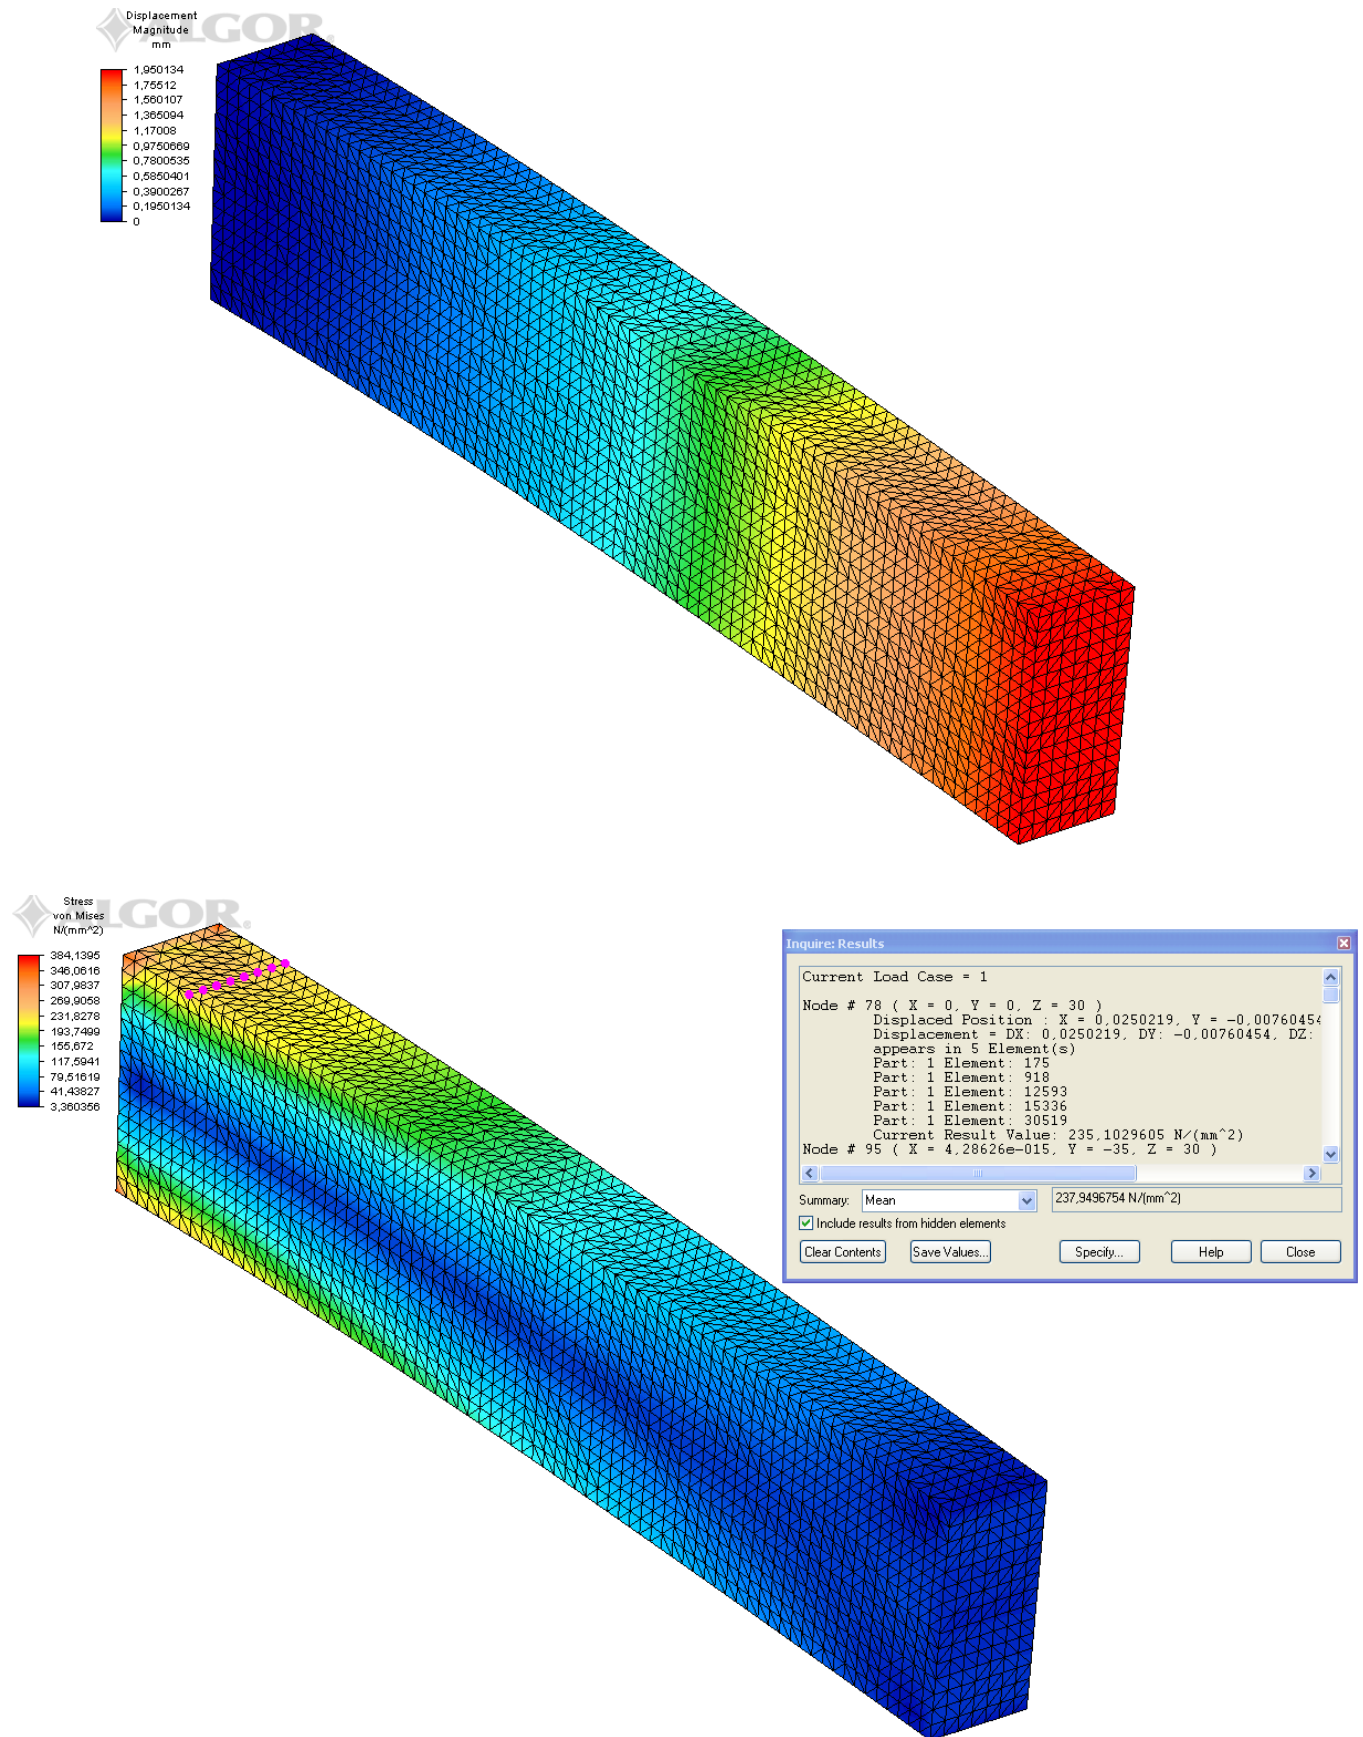 ALGOR.
Displacement
Magnitude
mm
1,950134
1,75512
1,560107
1,365094
1,17008
0,9750669
0,7800535
0,5850401
0,3900267
0,1950134
0
ALGOR.
Stress
von Mises
N/(mm^2)
384,1395
346,0616
307,9837
269,9058
231,8278
193,7499
155,672
117,5941
79,51619
41,43827
3,360356
Inquire: Results
Current Load Case = 1
Node # 78 ( X = 0, Y = 0, Z = 30 )
Displaced Position : X = 0,0250219, Y = -0,00760454
Displacement = DX: 0,0250219, DY: -0,00760454, DZ:
appears in 5 Element(s)
Part: 1 Element: 175
Part: 1 Element: 918
Part: 1 Element: 12593
Part: 1 Element: 15336
Part: 1 Element: 30519
Current Result Value: 235,1029605 N/(mm^2)
Node # 95 ( X = 4,28626e-015, Y = -35, Z = 30 )
Summary: Mean 237,9496754 N/(mm^2)
Include results from hidden elements
Clear Contents Save Values... Specify... Help Close